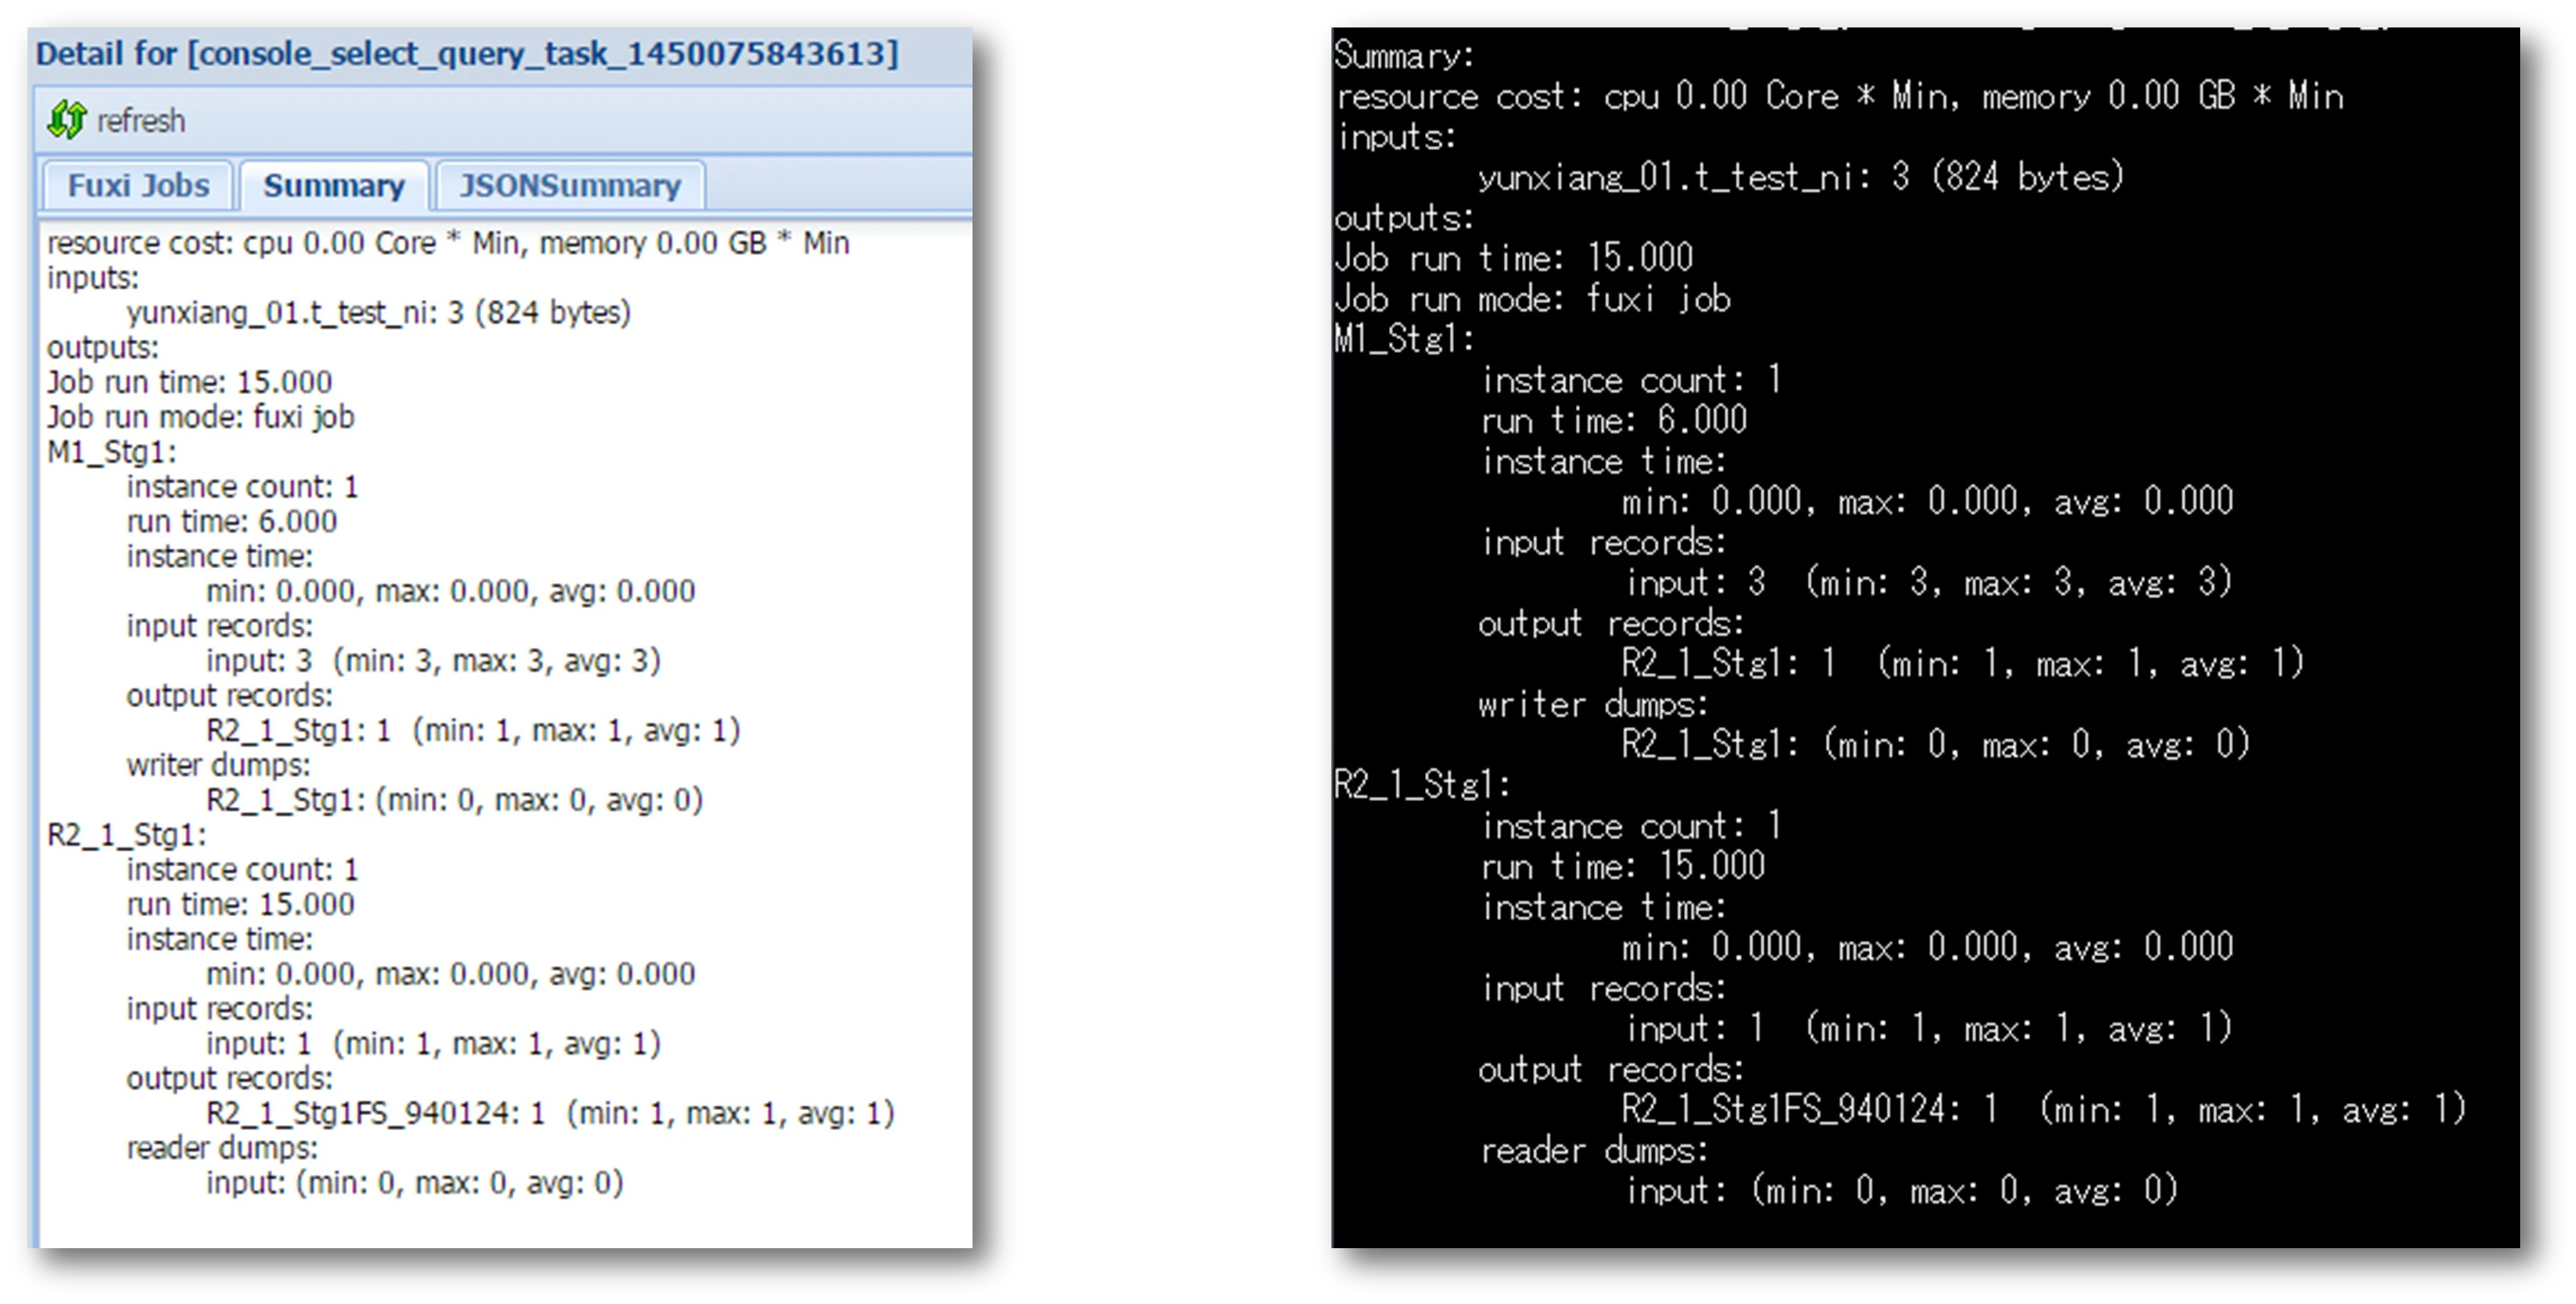 Detail for [console_select_query_task_1450075843613]
refresh
Fuxi Jobs Summary JSONSummary
resource cost: cpu 0.00 Core * Min, memory 0.00 GB * Min
inputs:
yunxiang_01.t_test_ni: 3 (824 bytes)
outputs:
Job run time: 15.000
Job run mode: fuxi job
M1_Stg1:
instance count: 1
run time: 6.000
instance time:
min: 0.000, max: 0.000, avg: 0.000
input records:
input: 3 (min: 3, max: 3, avg: 3)
output records:
R2_1_Stg1: 1 (min: 1, max: 1, avg: 1)
writer dumps:
R2_1_Stg1: (min: 0, max: 0, avg: 0)
R2_1_Stg1:
instance count: 1
run time: 15.000
instance time:
min: 0.000, max: 0.000, avg: 0.000
input records:
input: 1 (min: 1, max: 1, avg: 1)
output records:
R2_1_Stg1FS_940124: 1 (min: 1, max: 1, avg: 1)
reader dumps:
input: (min: 0, max: 0, avg: 0)
Summary:
resource cost: cpu 0.00 Core * Min, memory 0.00 GB * Min
inputs:
yunxiang_01.t_test_ni: 3 (824 bytes)
outputs:
Job run time: 15.000
Job run mode: fuxi job
M1_Stg1:
instance count: 1
run time: 6.000
instance time:
min: 0.000, max: 0.000, avg: 0.000
input records:
input: 3 (min: 3, max: 3, avg: 3)
output records:
R2_1_Stg1: 1 (min: 1, max: 1, avg: 1)
writer dumps:
R2_1_Stg1: (min: 0, max: 0, avg: 0)
R2_1_Stg1:
instance count: 1
run time: 15.000
instance time:
min: 0.000, max: 0.000, avg: 0.000
input records:
input: 1 (min: 1, max: 1, avg: 1)
output records:
R2_1_Stg1FS_940124: 1 (min: 1, max: 1, avg: 1)
reader dumps:
input: (min: 0, max: 0, avg: 0)